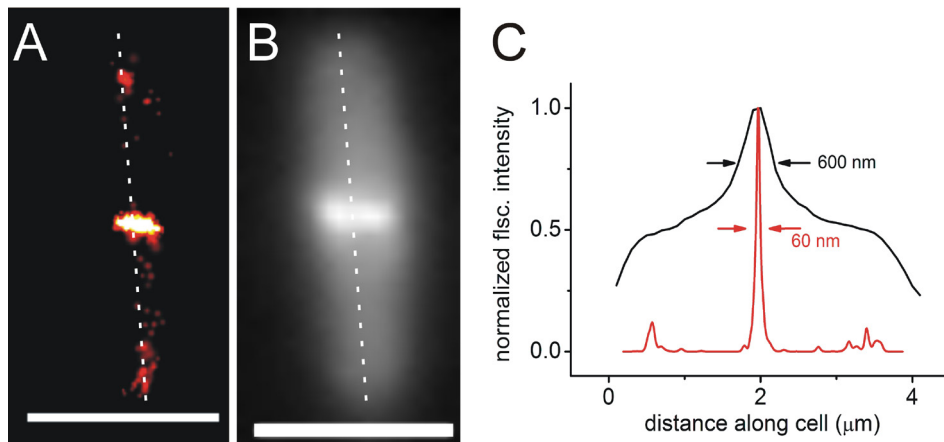 A
B
C
normalized flsc. intensity
1.0
0.5
0.0
600 nm
60 nm
0
2
4
distance along cell (μm)